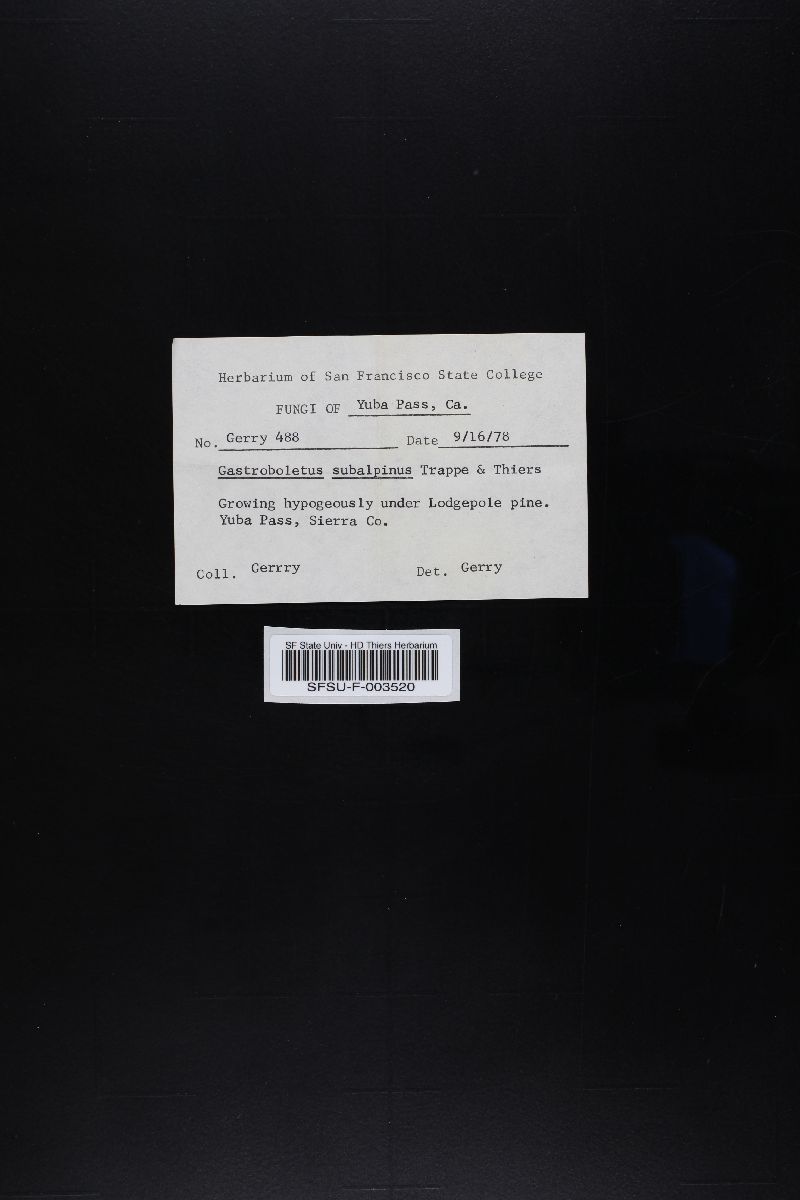 Herbarium of San Francisco State College
FUNGI OF Yuba Pass, Ca.
No. Gerry 488 Date 9/16/78
Gastroboletus subalpinus Trappe & Thiers
Growing hypogeously under Lodgepole pine.
Yuba Pass, Sierra Co.
Coll. Gerrry Det. Gerry
SF State Univ - HD Thiers Herbarium
SFSU-F-003520